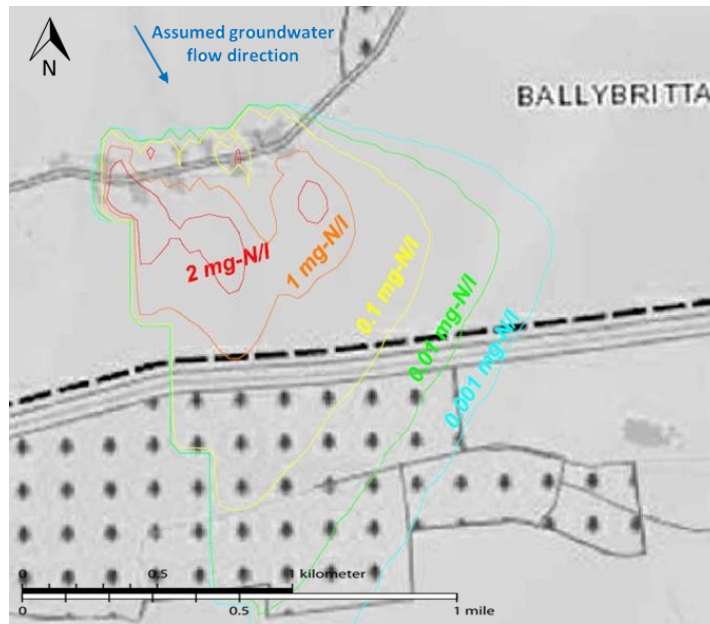 Assumed groundwater
flow direction
N
BALLYBRITTA
2 mg-N/l
1 mg-N/l
0.1 mg-N/l
0.01 mg-N/l
0.001 mg-N/l
0 0.5 1 kilometer
0 0.5 1 mile